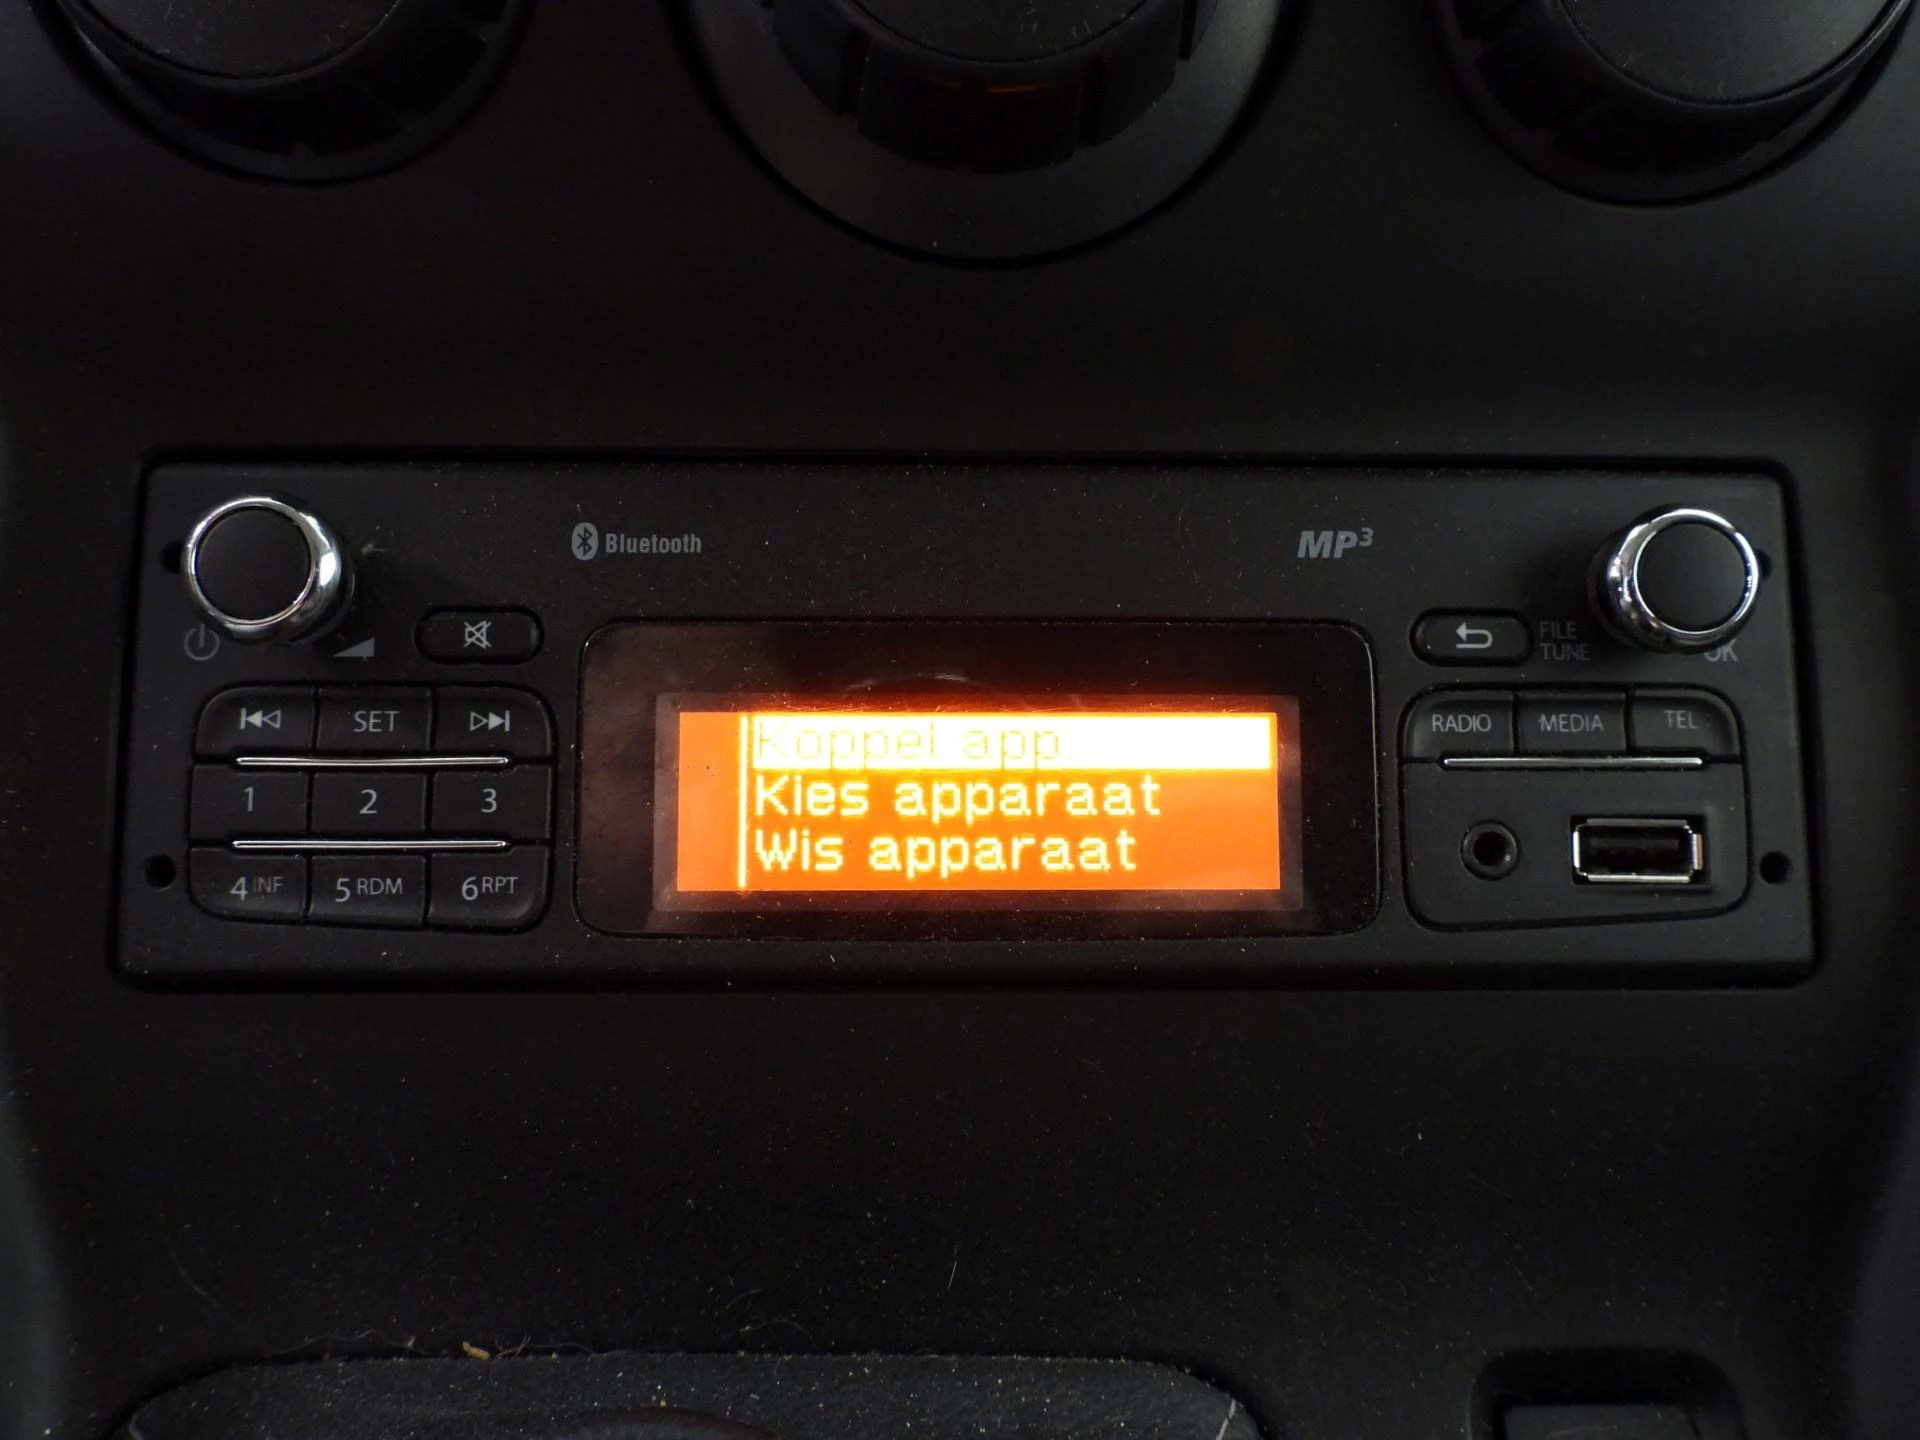 Bluetooth
MP3
FILE
TUNE
OK
SET
RADIO
MEDIA
TEL
Koppel app.
Kies apparaat
Wis apparaat
1
2
3
4 INF
5 RDM
6 RPT